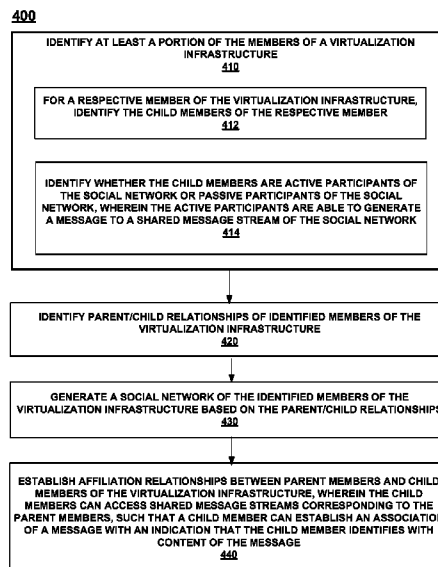 400
IDENTIFY AT LEAST A PORTION OF THE MEMBERS OF A VIRTUALIZATION
INFRASTRUCTURE
410
FOR A RESPECTIVE MEMBER OF THE VIRTUALIZATION INFRASTRUCTURE,
IDENTIFY THE CHILD MEMBERS OF THE RESPECTIVE MEMBER
412
IDENTIFY WHETHER THE CHILD MEMBERS ARE ACTIVE PARTICIPANTS OF
THE SOCIAL NETWORK OR PASSIVE PARTICIPANTS OF THE SOCIAL
NETWORK, WHEREIN THE ACTIVE PARTICIPANTS ARE ABLE TO GENERATE
A MESSAGE TO A SHARED MESSAGE STREAM OF THE SOCIAL NETWORK
414
IDENTIFY PARENT/CHILD RELATIONSHIPS OF IDENTIFIED MEMBERS OF THE
VIRTUALIZATION INFRASTRUCTURE
420
GENERATE A SOCIAL NETWORK OF THE IDENTIFIED MEMBERS OF THE
VIRTUALIZATION INFRASTRUCTURE BASED ON THE PARENT/CHILD RELATIONSHIPS
430
ESTABLISH AFFILIATION RELATIONSHIPS BETWEEN PARENT MEMBERS AND CHILD
MEMBERS OF THE VIRTUALIZATION INFRASTRUCTURE, WHEREIN THE CHILD
MEMBERS CAN ACCESS SHARED MESSAGE STREAMS CORRESPONDING TO THE
PARENT MEMBERS, SUCH THAT A CHILD MEMBER CAN ESTABLISH AN ASSOCIATION
OF A MESSAGE WITH AN INDICATION THAT THE CHILD MEMBER IDENTIFIES WITH
CONTENT OF THE MESSAGE
440